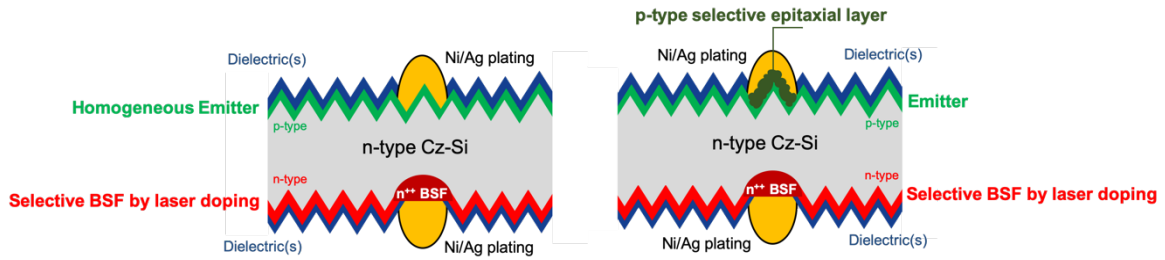 p-type selective epitaxial layer
Dielectric(s)
Ni/Ag plating
Homogeneous Emitter
p-type
n-type Cz-Si
n-type
n++ BSF
Selective BSF by laser doping
Dielectric(s)
Ni/Ag plating
Ni/Ag plating
Dielectric(s)
Emitter
p-type
n-type Cz-Si
n-type
n++ BSF
Selective BSF by laser doping
Ni/Ag plating
Dielectric(s)